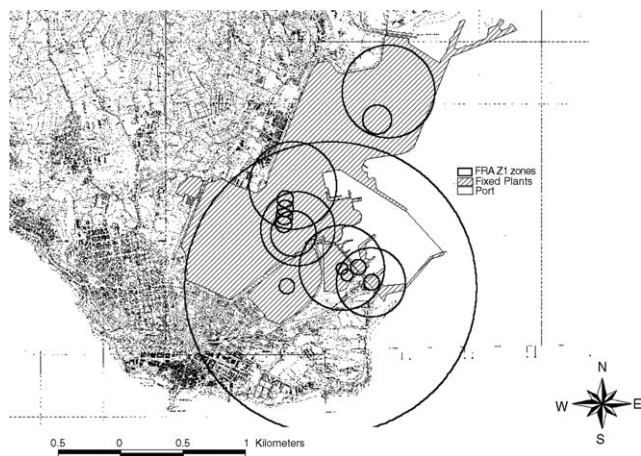 FRA Z1 zones
Fixed Plants
Port
N
W E
S
0.5 0 0.5 1 Kilometers